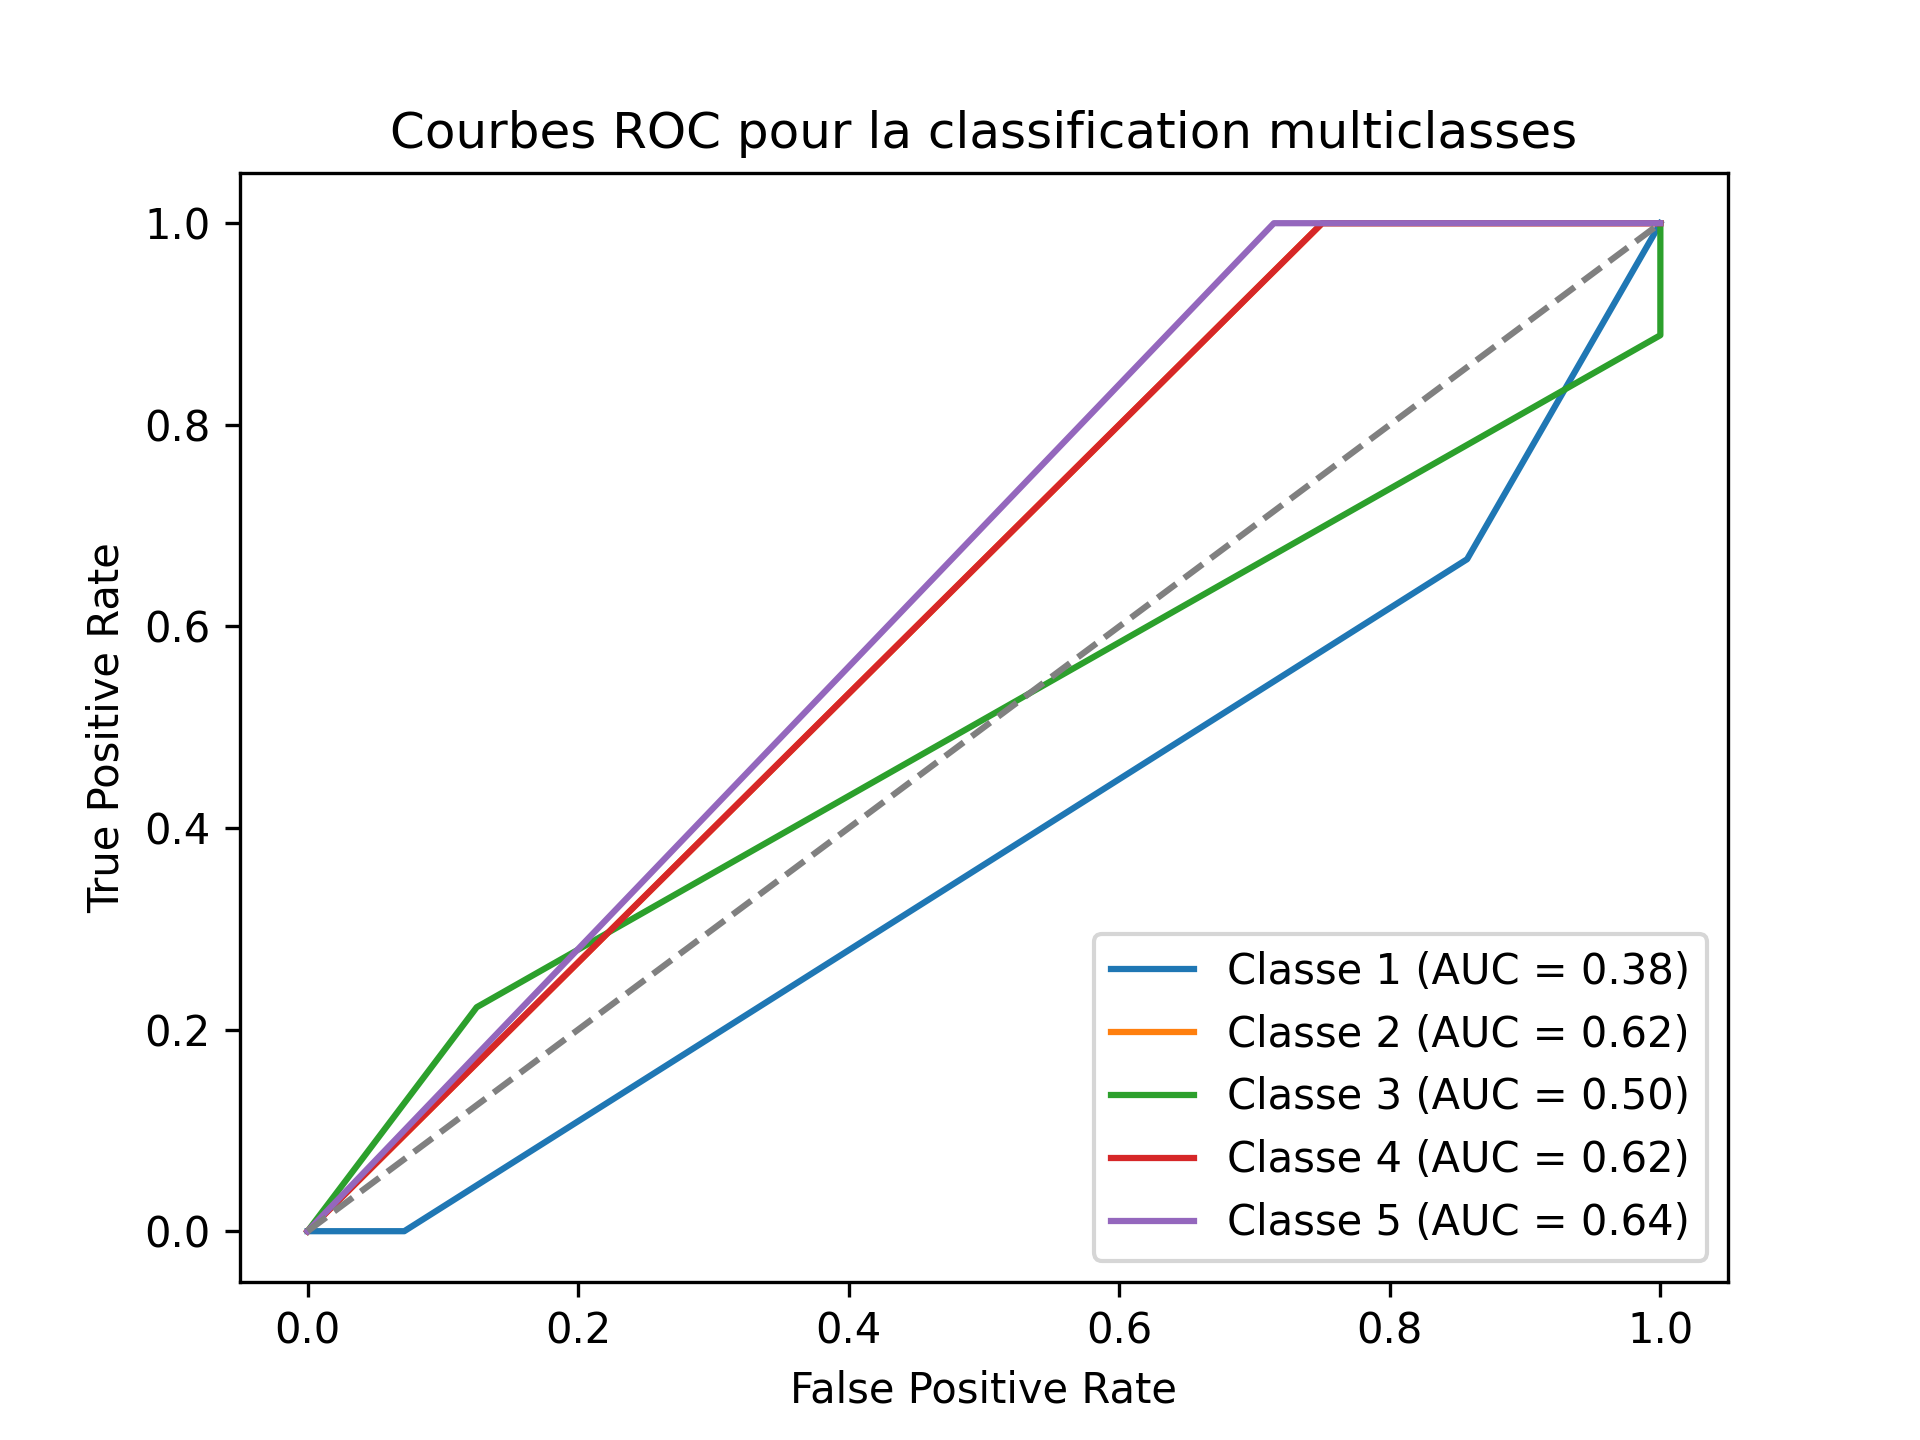 Courbes ROC pour la classification multiclasses
True Positive Rate
1.0
0.8
0.6
0.4
0.2
0.0
Classe 1 (AUC = 0.38)
Classe 2 (AUC = 0.62)
Classe 3 (AUC = 0.50)
Classe 4 (AUC = 0.62)
Classe 5 (AUC = 0.64)
0.0 0.2 0.4 0.6 0.8 1.0
False Positive Rate